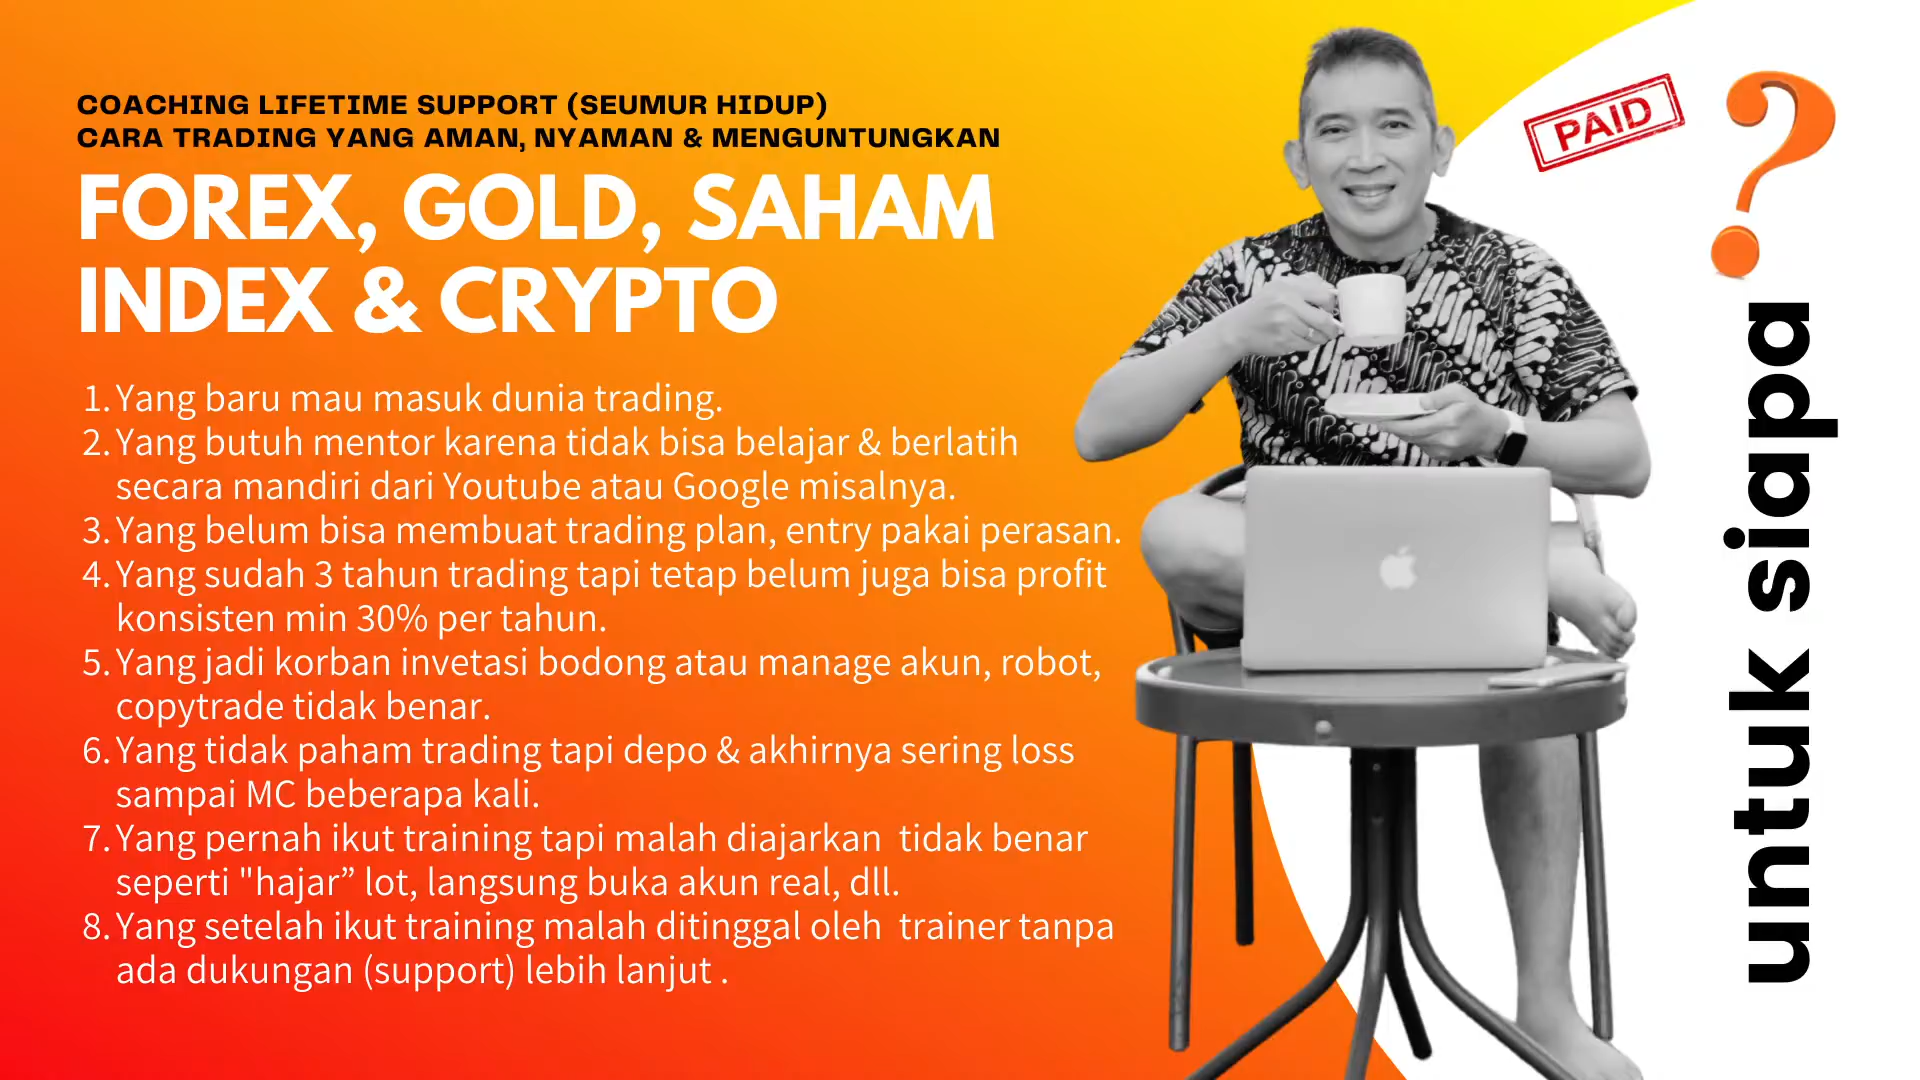 COACHING LIFETIME SUPPORT (SEUMUR HIDUP)
CARA TRADING YANG AMAN, NYAMAN & MENGUNTUNGKAN
FOREX, GOLD, SAHAM
INDEX & CRYPTO
1. Yang baru mau masuk dunia trading.
2. Yang butuh mentor karena tidak bisa belajar & berlatih
secara mandiri dari Youtube atau Google misalnya.
3. Yang belum bisa membuat trading plan, entry pakai perasan.
4. Yang sudah 3 tahun trading tapi tetap belum juga bisa profit
konsisten min 30% per tahun.
5. Yang jadi korban invetasi bodong atau manage akun, robot,
copytrade tidak benar.
6. Yang tidak paham trading tapi depo & akhirnya sering loss
sampai MC beberapa kali.
7. Yang pernah ikut training tapi malah diajarkan  tidak benar
seperti "hajar” lot, langsung buka akun real, dll.
8. Yang setelah ikut training malah ditinggal oleh  trainer tanpa
ada dukungan (support) lebih lanjut .
PAID
untuk siapa ?